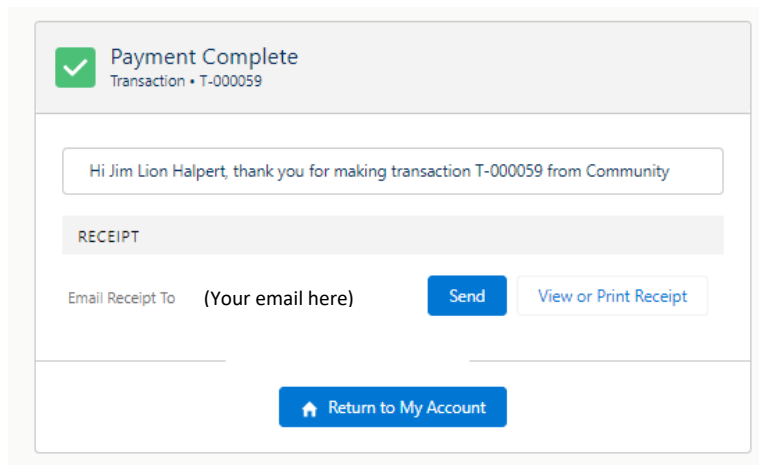 Payment Complete
Transaction • T-000059
Hi Jim Lion Halpert, thank you for making transaction T-000059 from Community
RECEIPT
Email Receipt To (Your email here) Send View or Print Receipt
Return to My Account